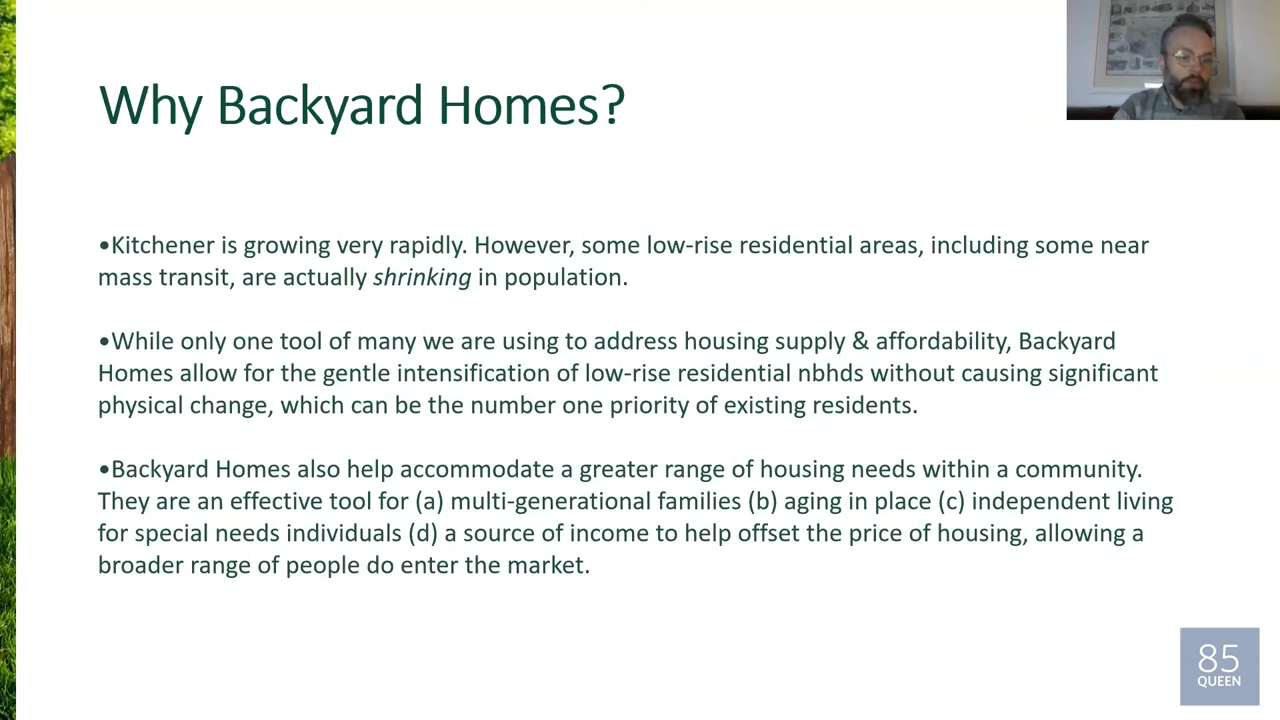 Why Backyard Homes?
•Kitchener is growing very rapidly. However, some low-rise residential areas, including some near
mass transit, are actually shrinking in population.
•While only one tool of many we are using to address housing supply & affordability, Backyard
Homes allow for the gentle intensification of low-rise residential nbhds without causing significant
physical change, which can be the number one priority of existing residents.
•Backyard Homes also help accommodate a greater range of housing needs within a community.
They are an effective tool for (a) multi-generational families (b) aging in place (c) independent living
for special needs individuals (d) a source of income to help offset the price of housing, allowing a
broader range of people do enter the market.
85
QUEEN